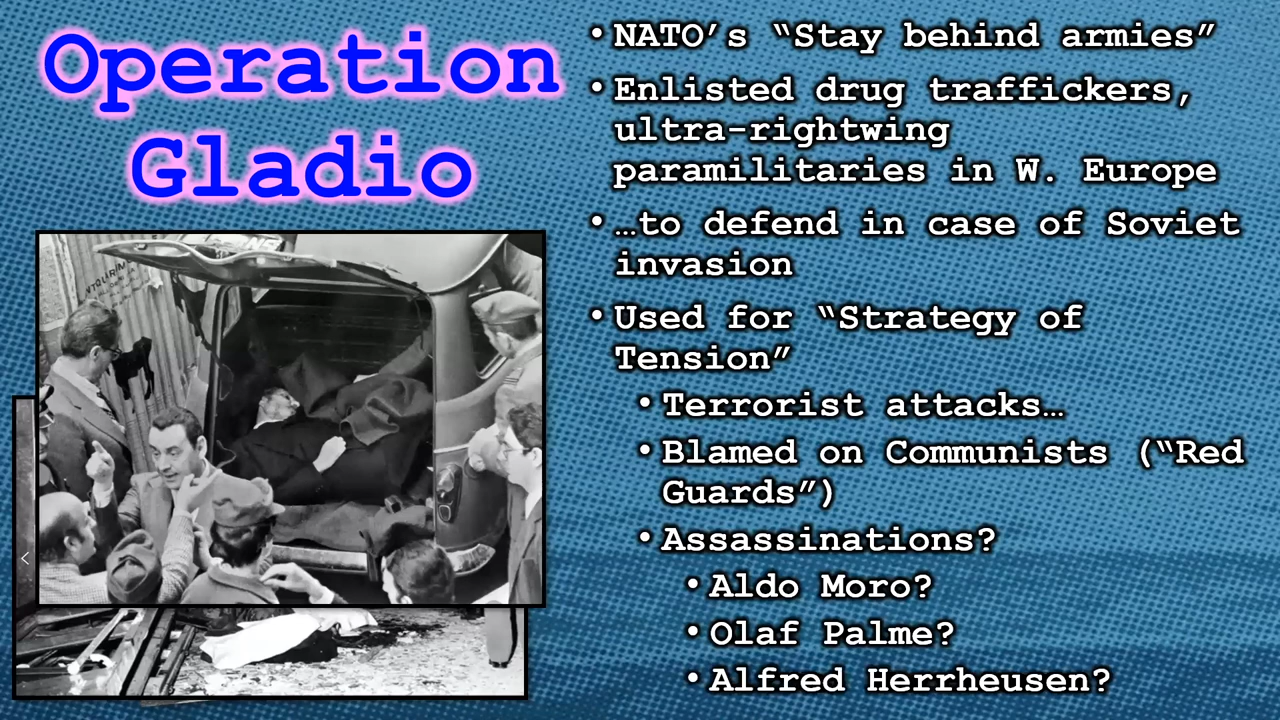 Operation
Gladio
• NATO’s “Stay behind armies”
• Enlisted drug traffickers,
ultra-rightwing
paramilitaries in W. Europe
• …to defend in case of Soviet
invasion
• Used for “Strategy of
Tension”
• Terrorist attacks…
• Blamed on Communists (“Red
Guards”)
• Assassinations?
• Aldo Moro?
• Olaf Palme?
• Alfred Herrheusen?